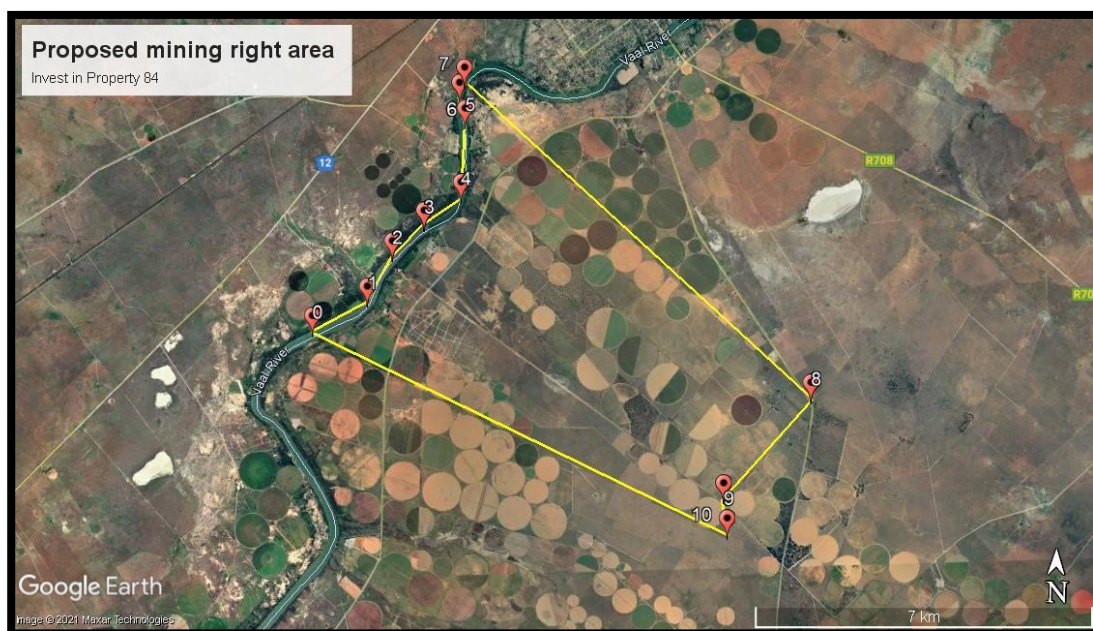 Proposed mining right area
Invest in Property 84
Vaal River
7
6
5
12
R708
4
3
2
1
R70
0
Vaal River
8
9
10
Google Earth
Image © 2021 Maxar Technologies
N
7 km